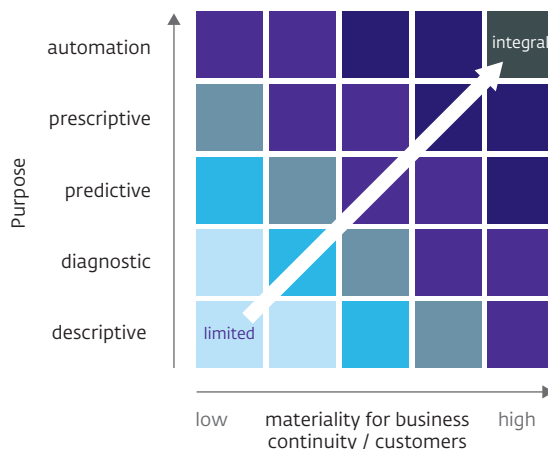 automation
integral
prescriptive
Purpose
predictive
diagnostic
descriptive
limited
low
materiality for business
continuity / customers
high